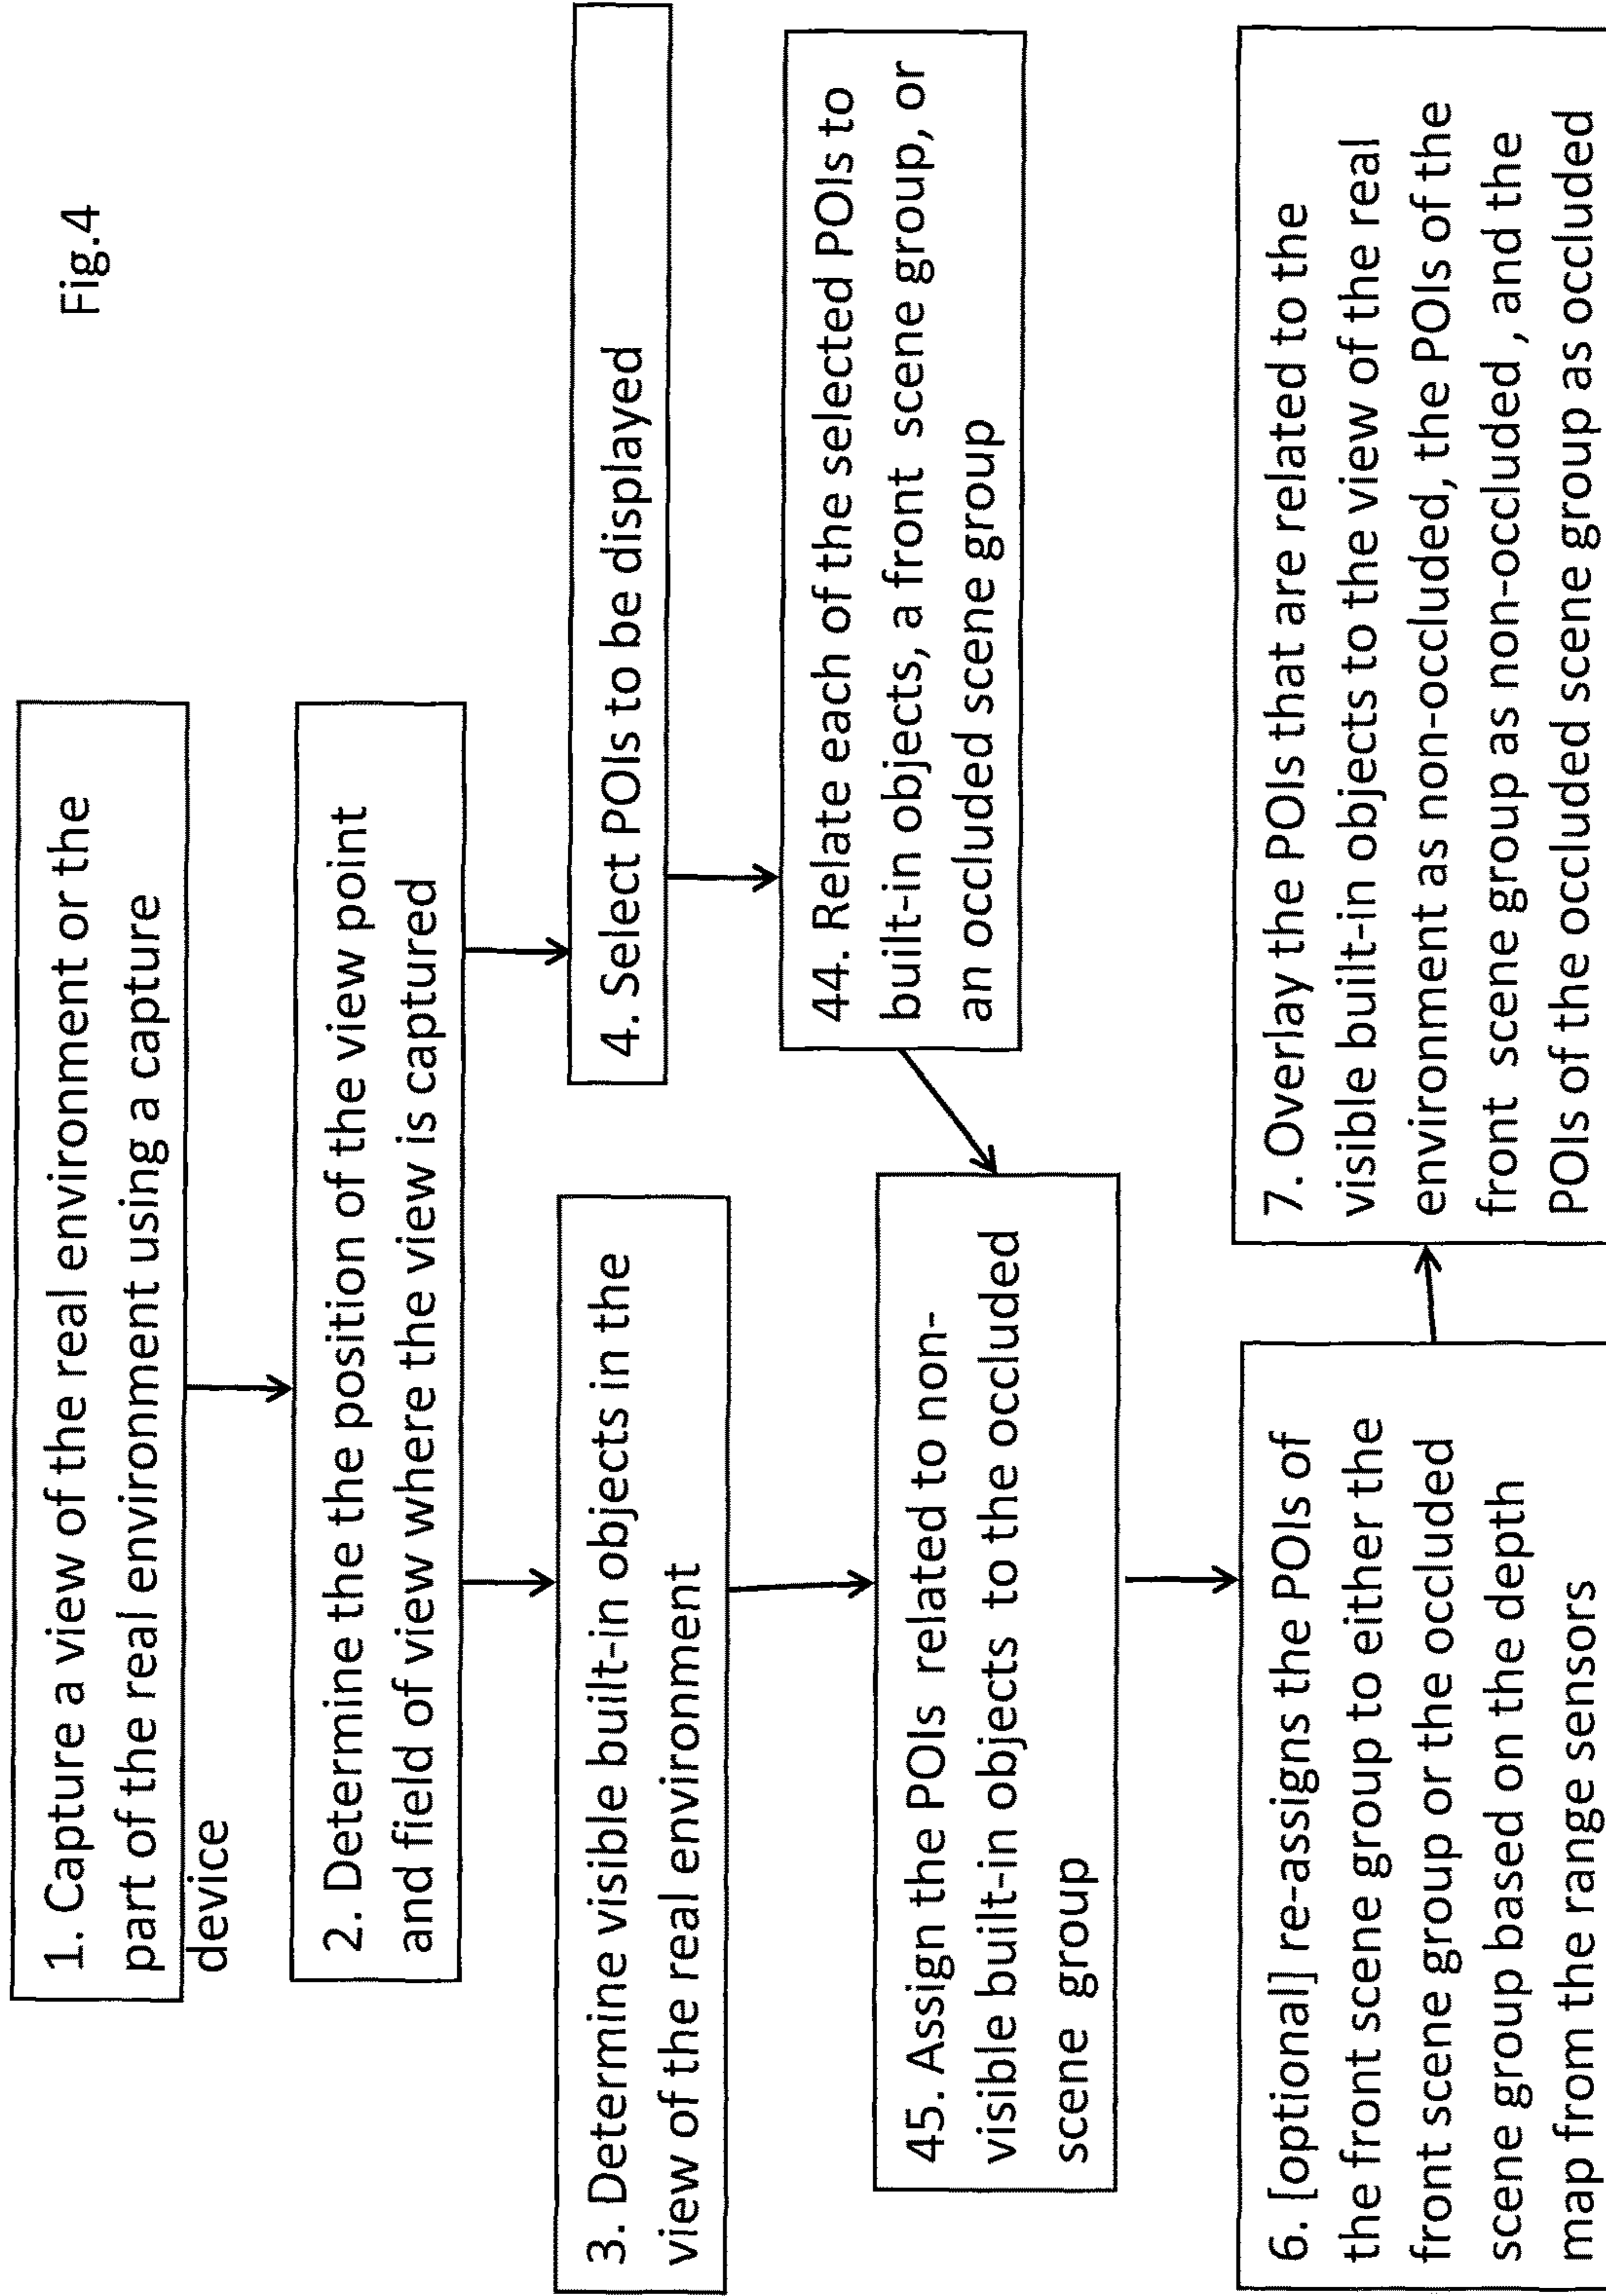 Fig.4
1. Capture a view of the real environment or the
part of the real environment using a capture
device
2. Determine the the position of the view point
and field of view where the view is captured
3. Determine visible built-in objects in the
view of the real environment
4. Select POIs to be displayed
44. Relate each of the selected POIs to
built-in objects, a front scene group, or
an occluded scene group
45. Assign the POIs related to non-
visible built-in objects to the occluded
scene group
6. [optional] re-assigns the POIs of
the front scene group to either the
front scene group or the occluded
scene group based on the depth
map from the range sensors
7. Overlay the POIs that are related to the
visible built-in objects to the view of the real
environment as non-occluded, the POIs of the
front scene group as non-occluded , and the
POIs of the occluded scene group as occluded